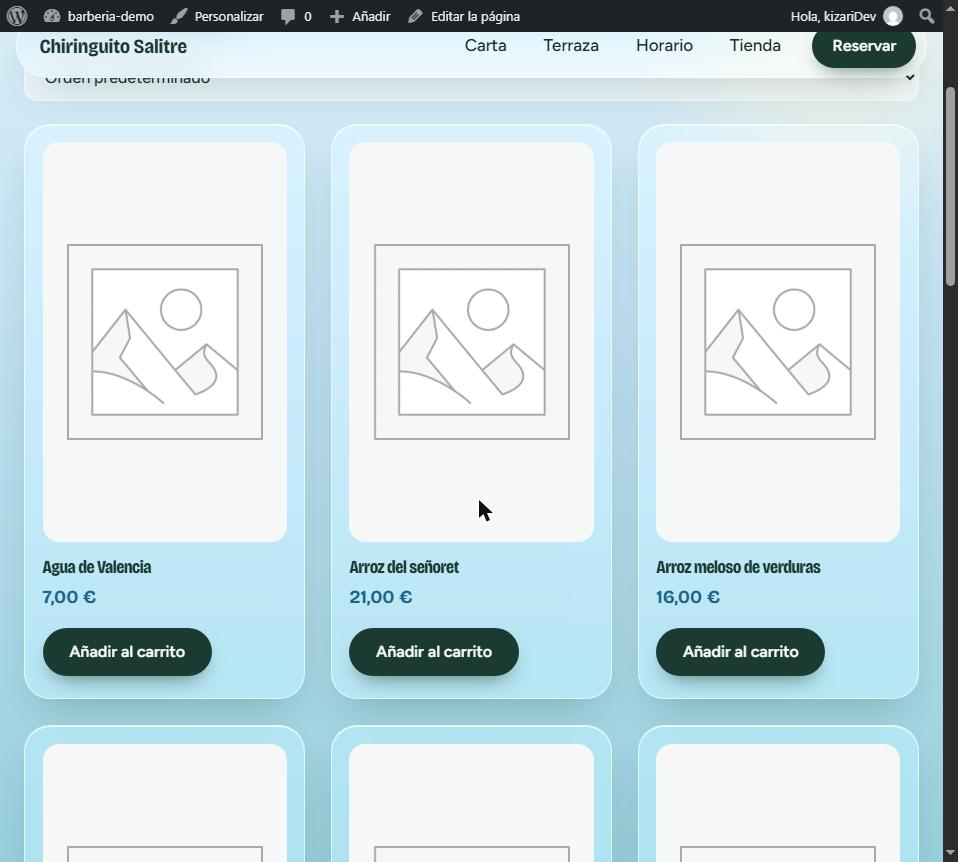 barberia-demo Personalizar 0 Añadir Editar la página Hola, kizariDev
Chiringuito Salitre Carta Terraza Horario Tienda Reservar
Orden predeterminado
Agua de Valencia Arroz del señoret Arroz meloso de verduras
7,00 € 21,00 € 16,00 €
Añadir al carrito Añadir al carrito Añadir al carrito